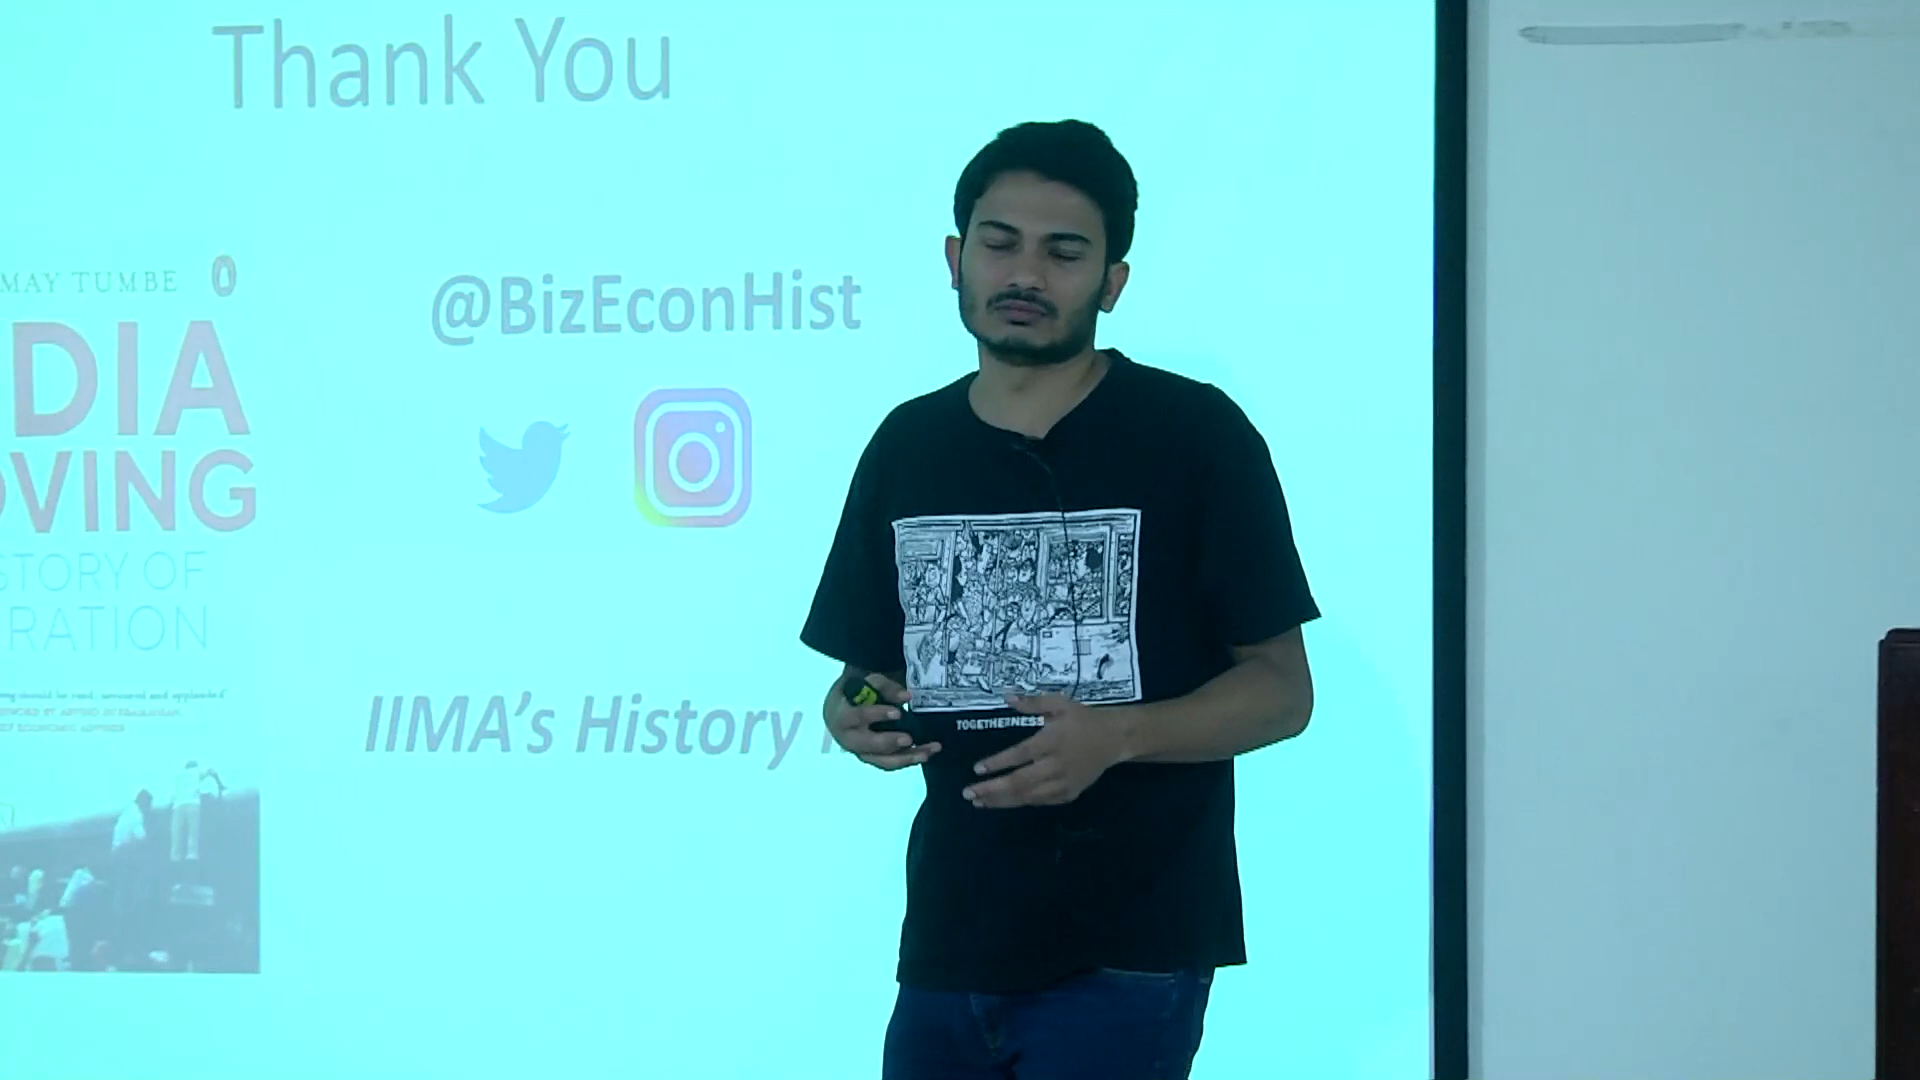 Thank You
MAY TUMBE
DIA
OVING
STORY OF
RATION
@BizEconHist
IIMA's History
TOGETHERNESS